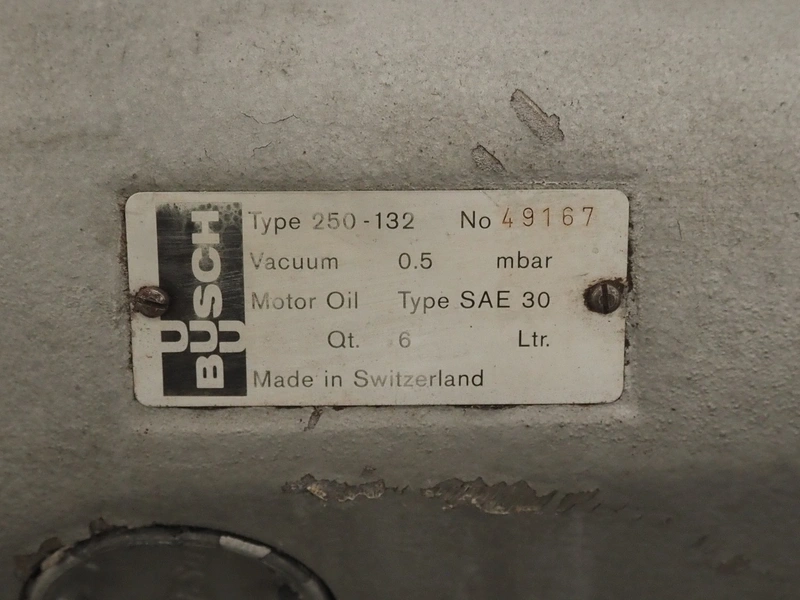 BUSCH
Type 250-132 No 49167
Vacuum 0.5 mbar
Motor Oil Type SAE 30
Qt. 6 Ltr.
Made in Switzerland